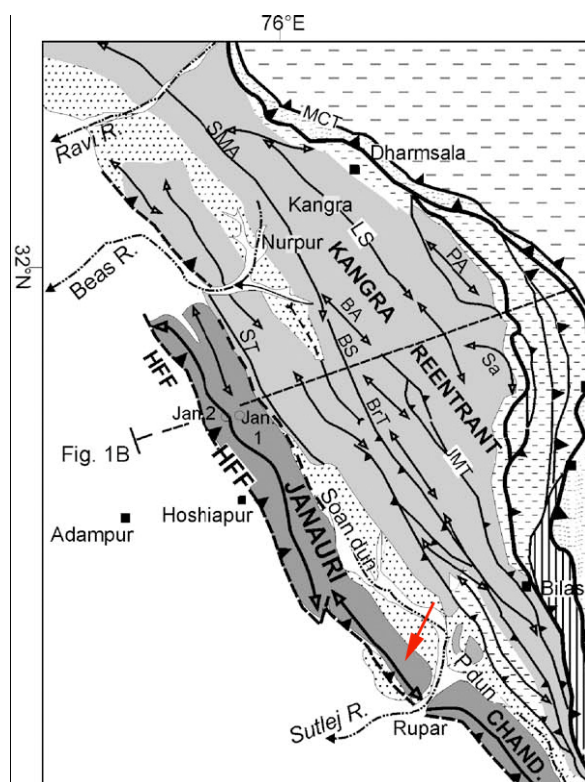 76°E
MCT
Ravi R.
SMA
Dharmsala
Kangra
LS
Nurpur
KANGRA
PA
32°N
Beas R.
BA
ST
BS
REENTRANT
Sa
HFF
Jan.2
Jan.
1
BrT
JMT
Fig. 1B
HFF
JANAURI
Soan dun
Hoshiapur
Adampur
Bilas
P.dun
Sutlej R.
Rupar
CHAND